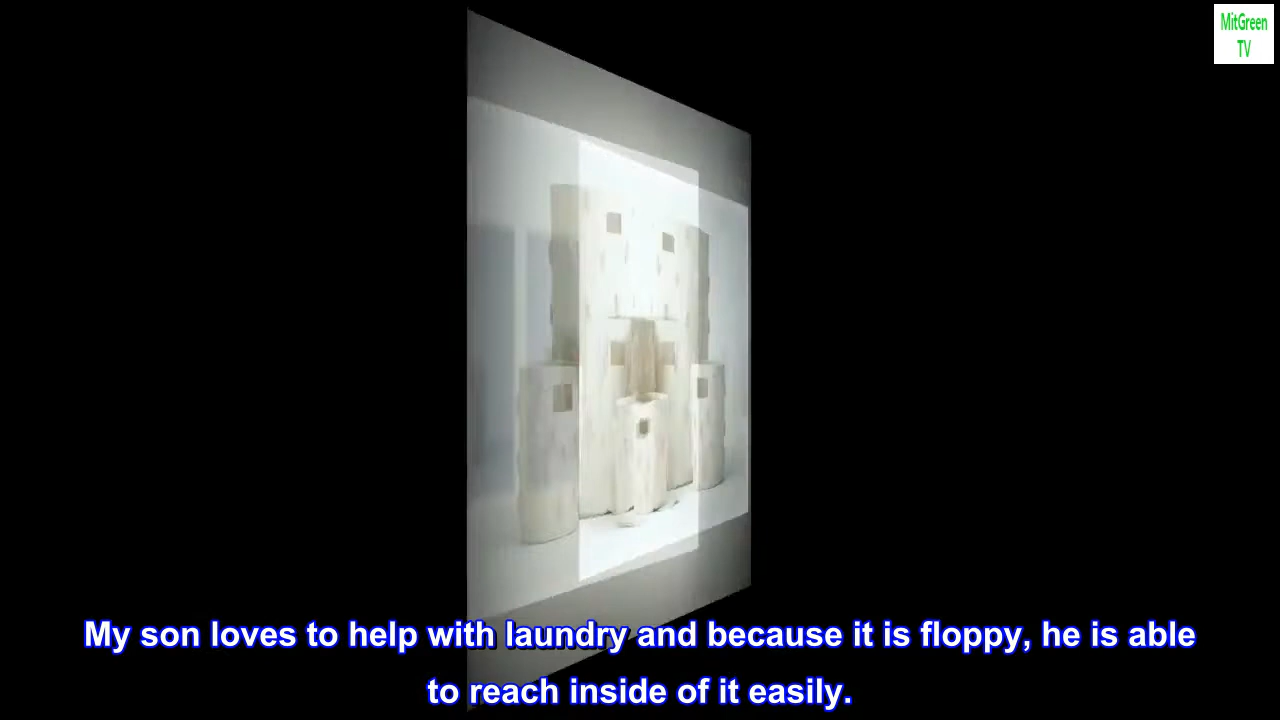 MitGreen
TV
My son loves to help with laundry and because it is floppy, he is able
to reach inside of it easily.